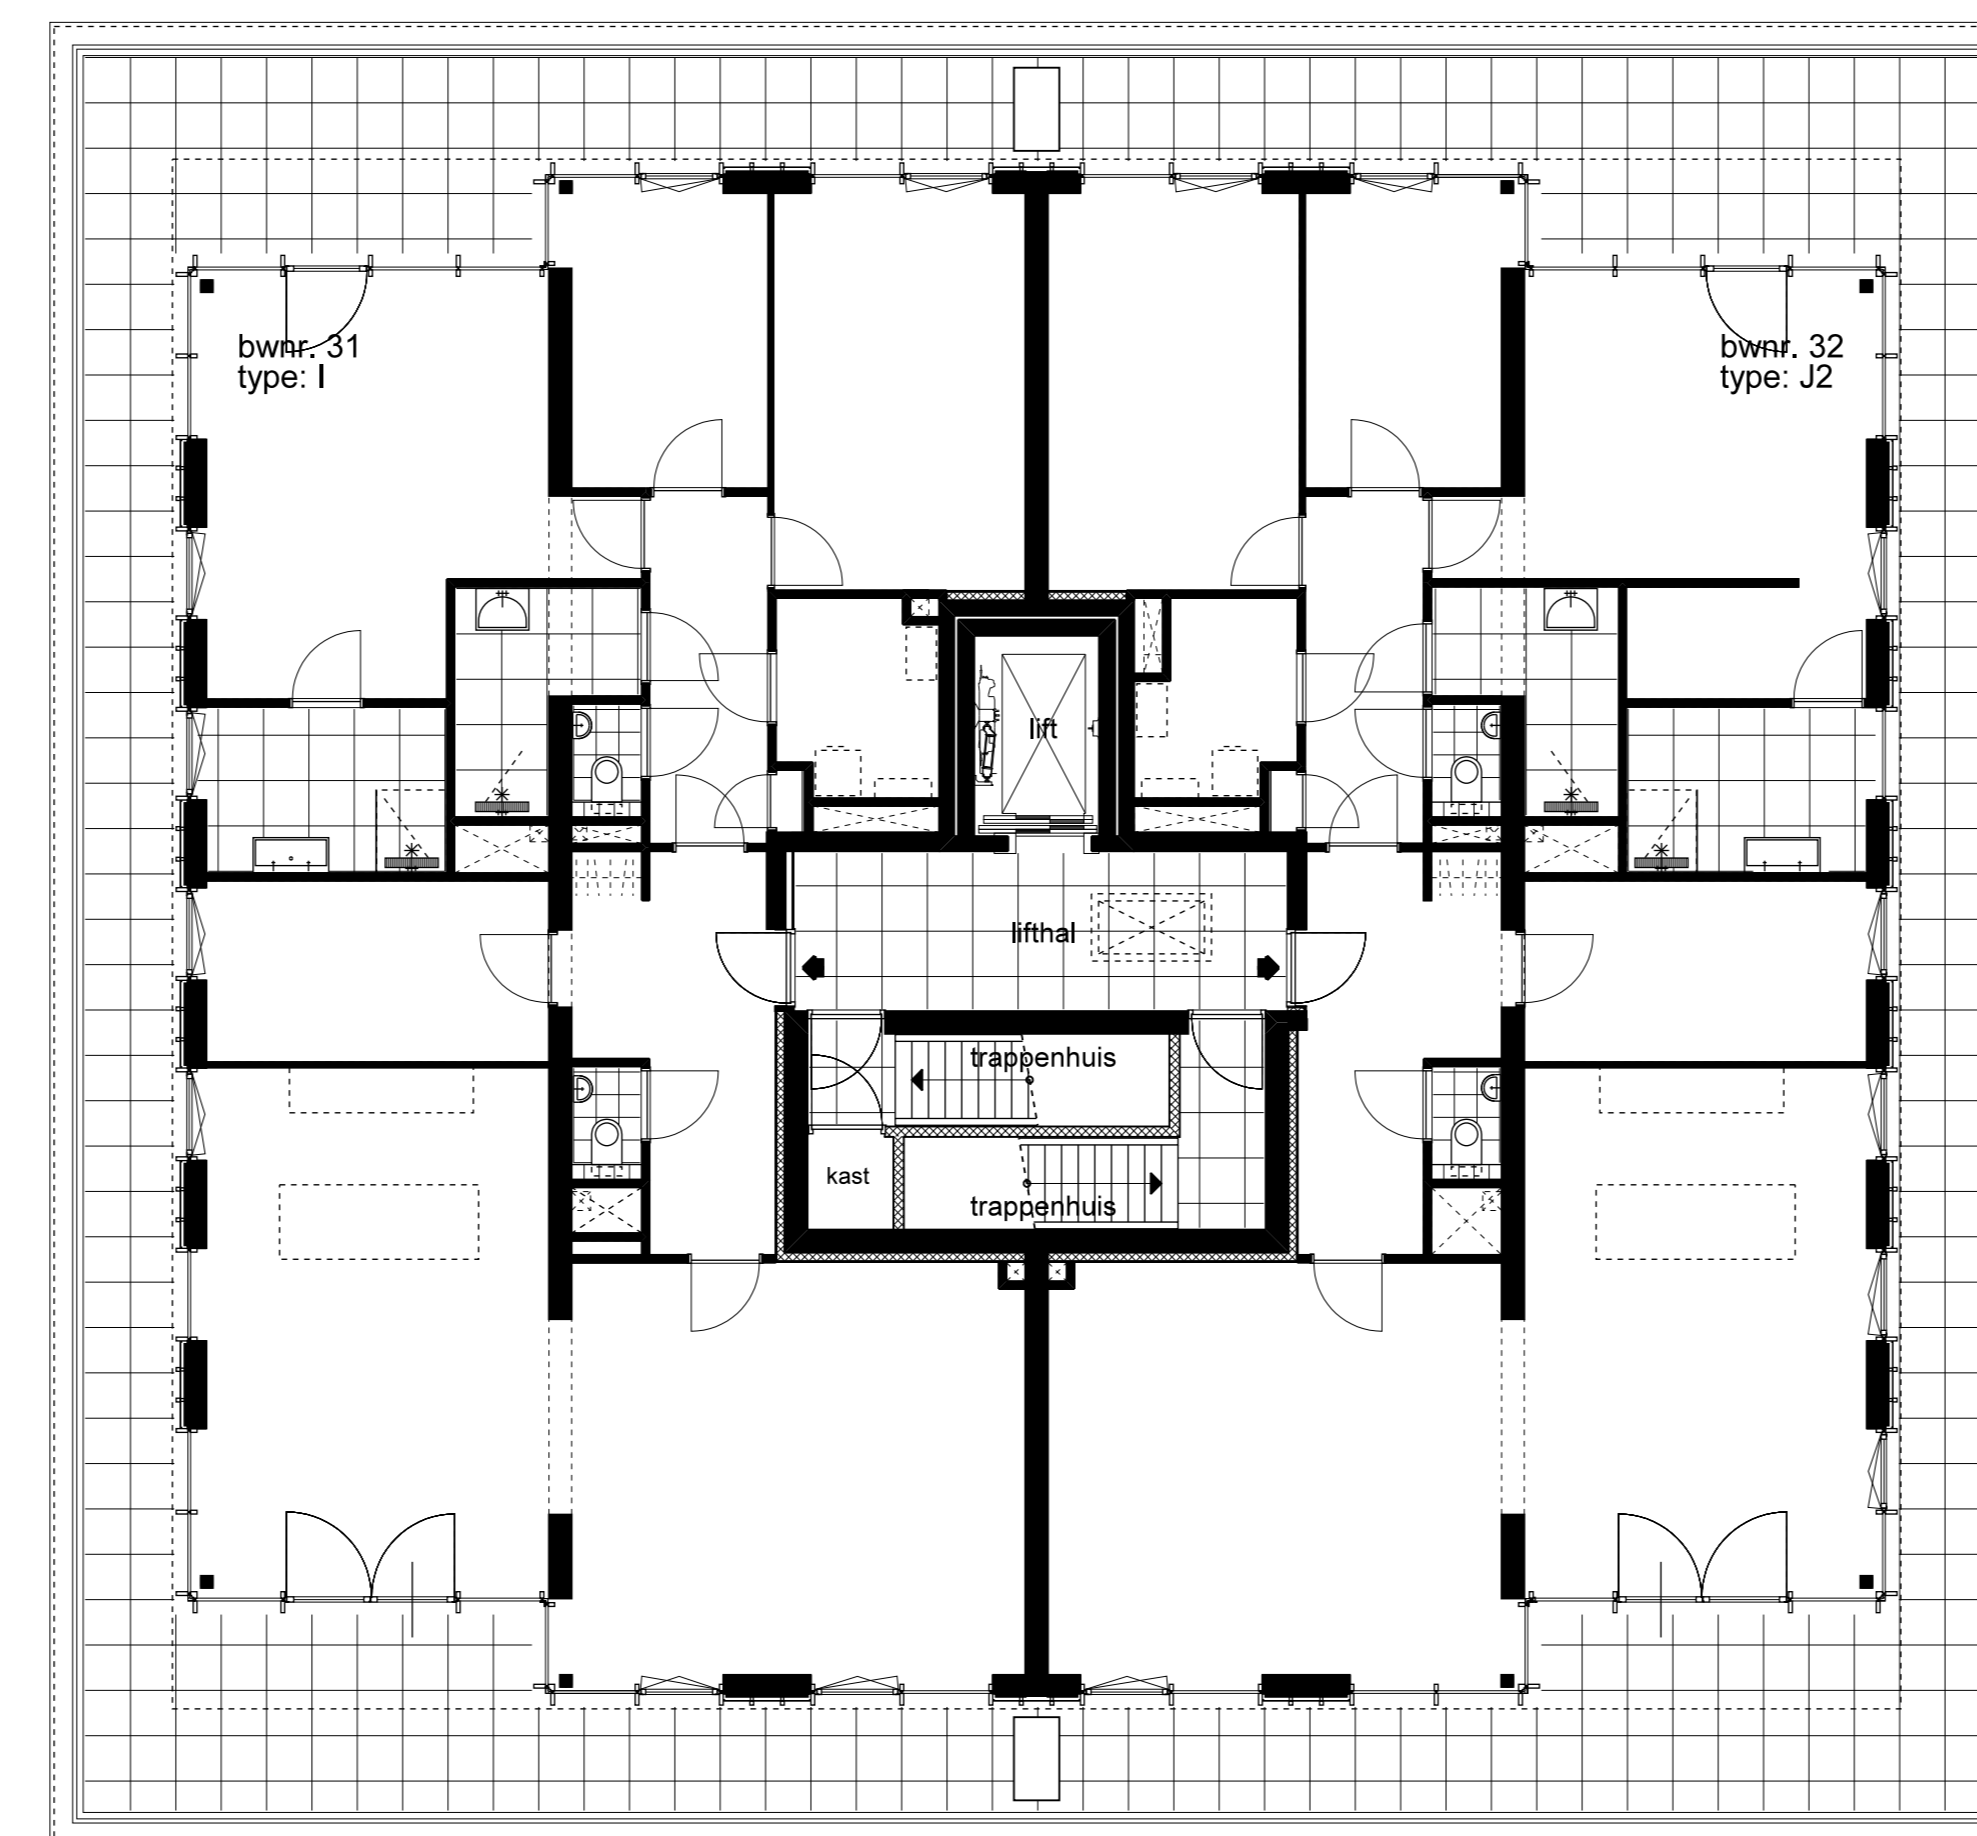 bwnr. 31
type: I
bwnr. 32
type: J2
lift
lifthal
trappenhuis
kast
trappenhuis